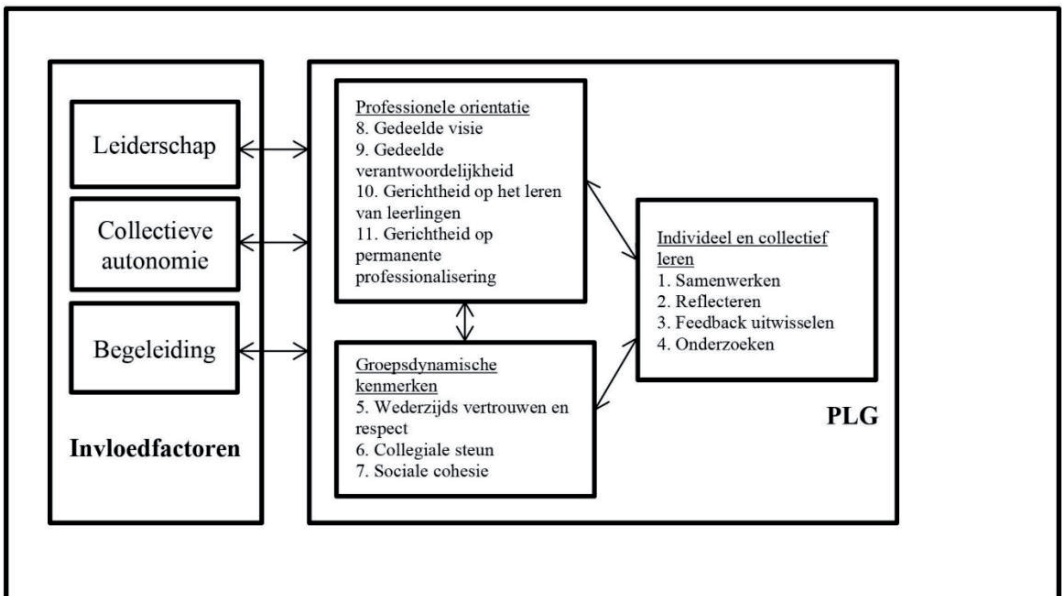 Leiderschap
Collectieve
autonomie
Begeleiding
Invloedfactoren
Professionele orientatie
8. Gedeelde visie
9. Gedeelde
verantwoordelijkheid
10. Gerichtheid op het leren
van leerlingen
11. Gerichtheid op
permanente
professionalisering
Groepsdynamische
kenmerken
5. Wederzijds vertrouwen en
respect
6. Collegiale steun
7. Sociale cohesie
Individeel en collectief
leren
1. Samenwerken
2. Reflecteren
3. Feedback uitwisselen
4. Onderzoeken
PLG